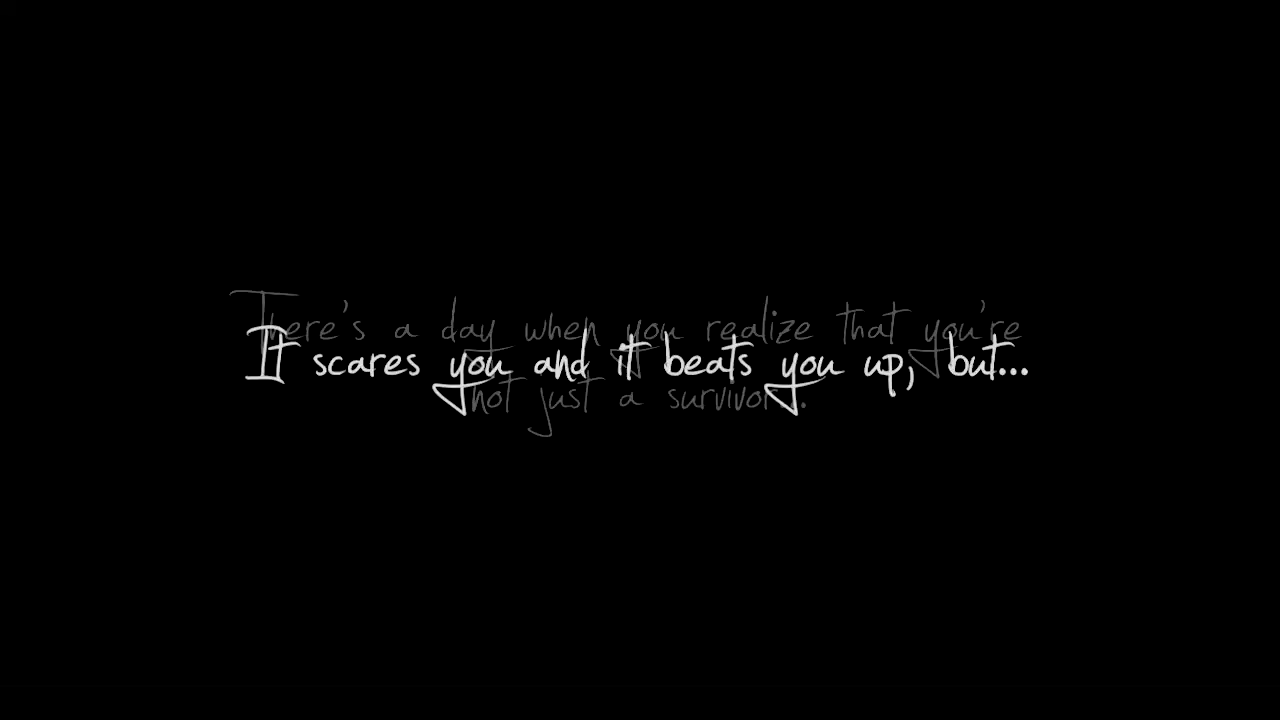 There's a day when you realize that you're
It scares you and it beats you up, but...
not just a survivor...